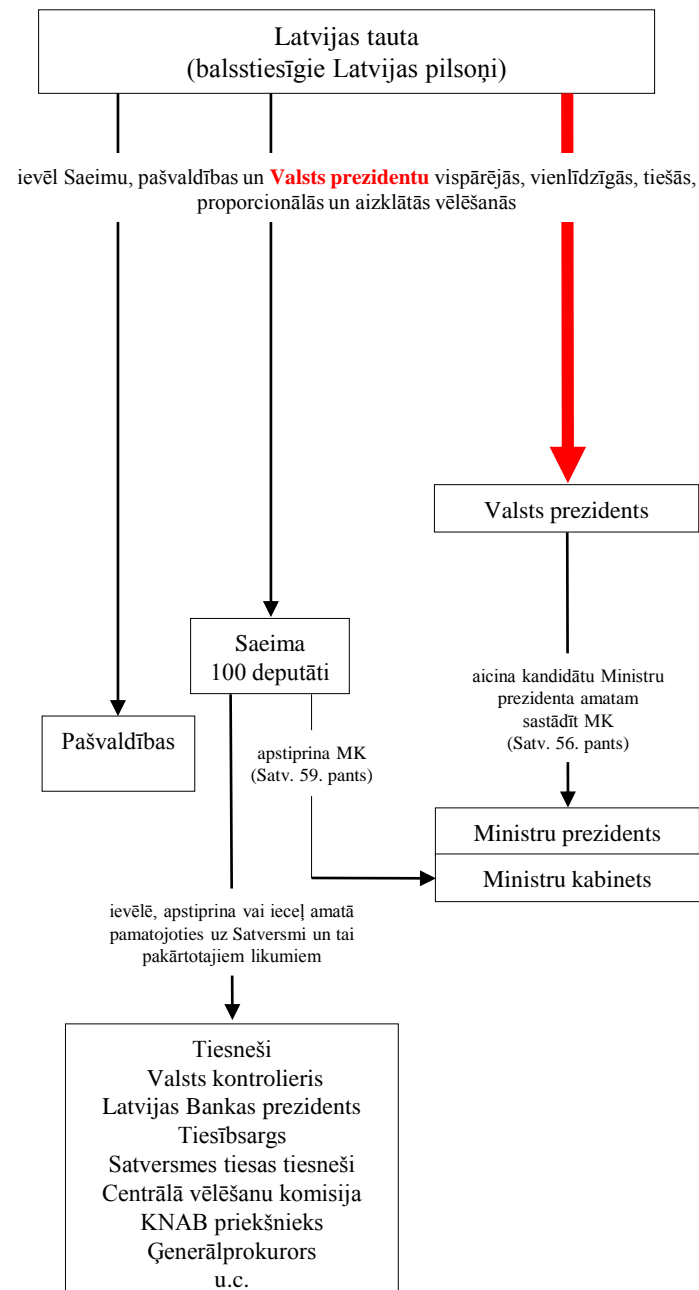 Latvijas tauta
(balsstiesīgie Latvijas pilsoņi)
ievēl Saeimu, pašvaldības un Valsts prezidentu vispārējās, vienlīdzīgās, tiešās,
proporcionālās un aizklātās vēlēšanās
Valsts prezidents
Saeima
100 deputāti
aicina kandidātu Ministru
prezidenta amatam
sastādīt MK
(Satv. 56. pants)
Pašvaldības
apstiprina MK
(Satv. 59. pants)
Ministru prezidents
Ministru kabinets
ievēlē, apstiprina vai ieceļ amatā
pamatojoties uz Satversmi un tai
pakārtotajiem likumiem
Tiesneši
Valsts kontrolieris
Latvijas Bankas prezidents
Tiesībsargs
Satversmes tiesas tiesneši
Centrālā vēlēšanu komisija
KNAB priekšnieks
Ģenerālprokurors
u.c.